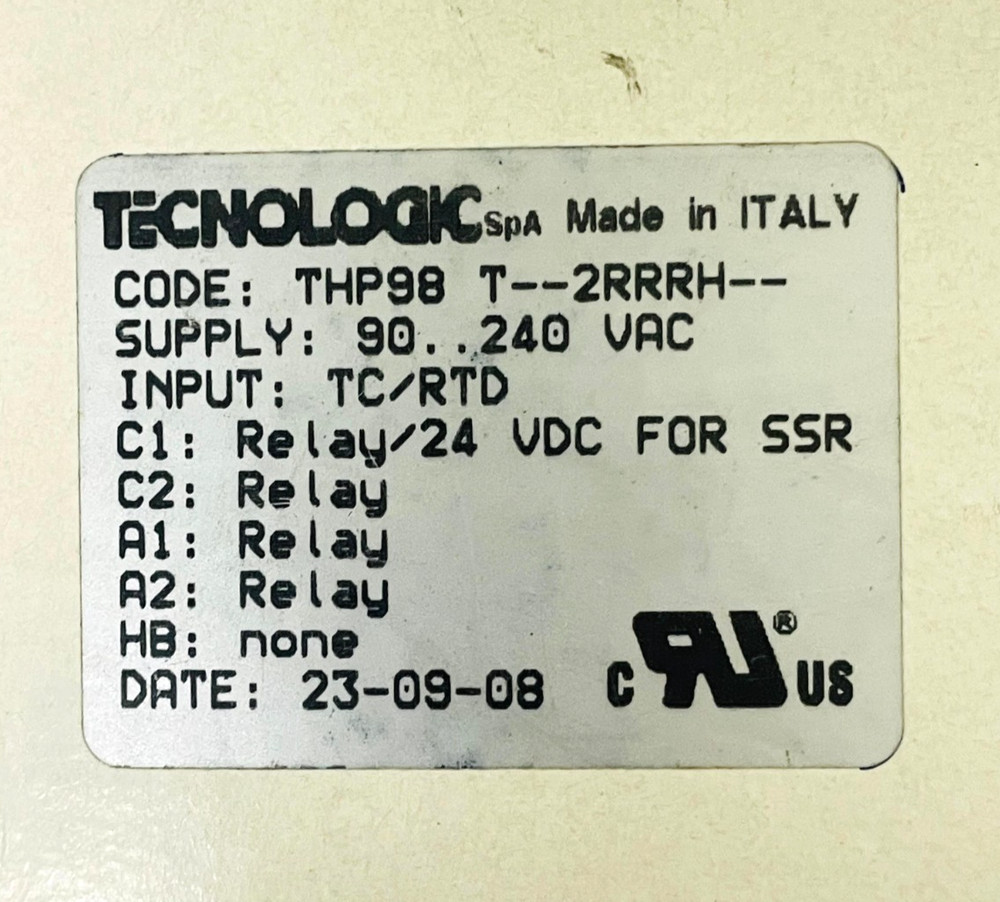 TECNOLOGIC SpA Made in ITALY
CODE: THP98 T--2RRRH--
SUPPLY: 90..240 VAC
INPUT: TC/RTD
C1: Relay/24 VDC FOR SSR
C2: Relay
A1: Relay
A2: Relay
HB: none
DATE: 23-09-08
C RU ® US